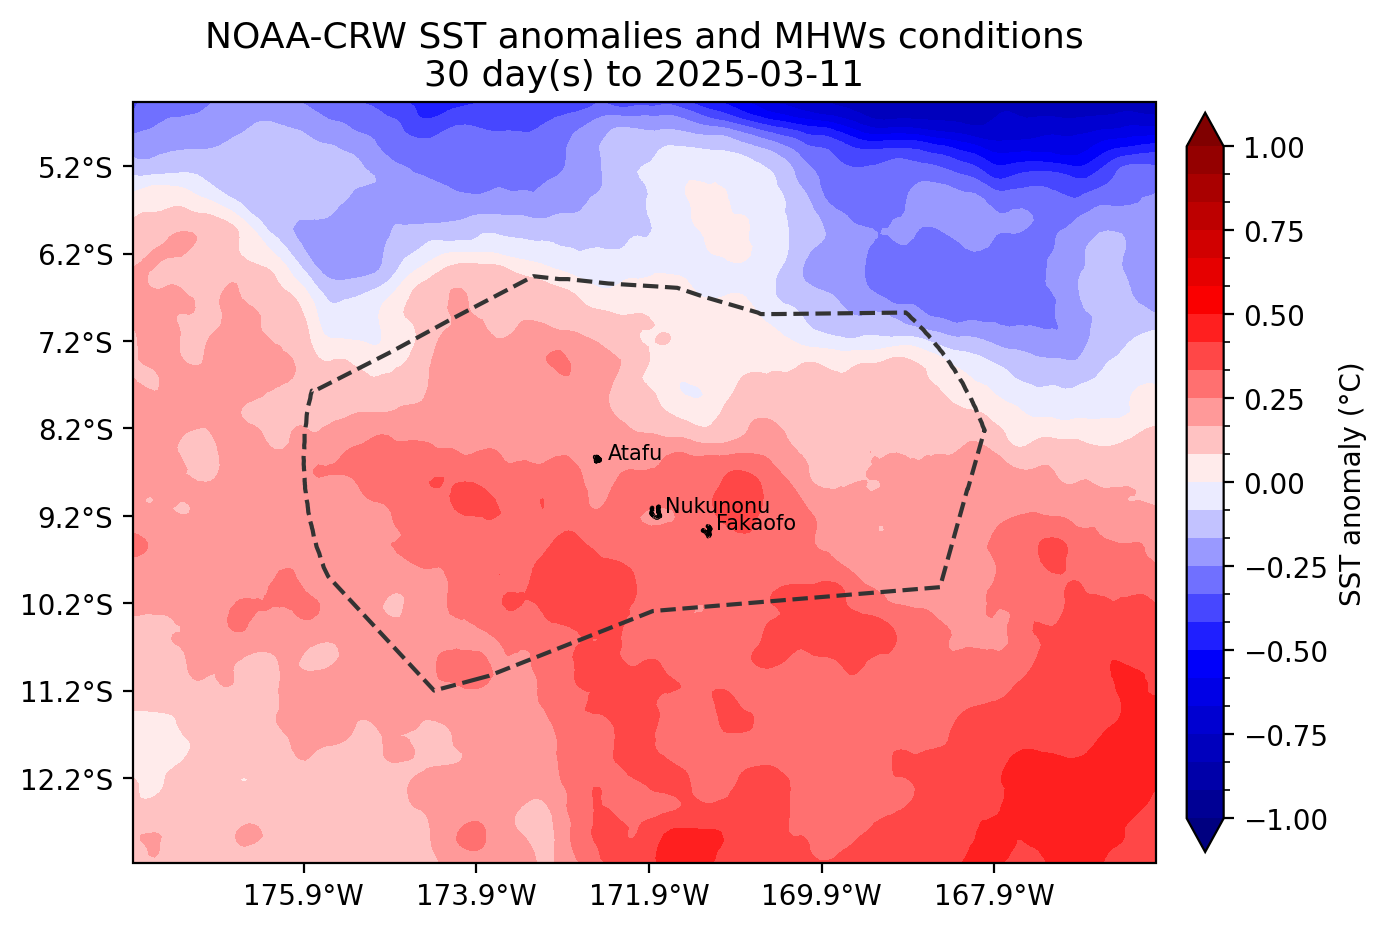 NOAA-CRW SST anomalies and MHWs conditions
30 day(s) to 2025-03-11
5.2°S
6.2°S
7.2°S
8.2°S
9.2°S
10.2°S
11.2°S
12.2°S
Atafu
Nukunonu
Fakaofo
175.9°W
173.9°W
171.9°W
169.9°W
167.9°W
1.00
0.75
0.50
0.25
0.00
−0.25
−0.50
−0.75
−1.00
SST anomaly (°C)